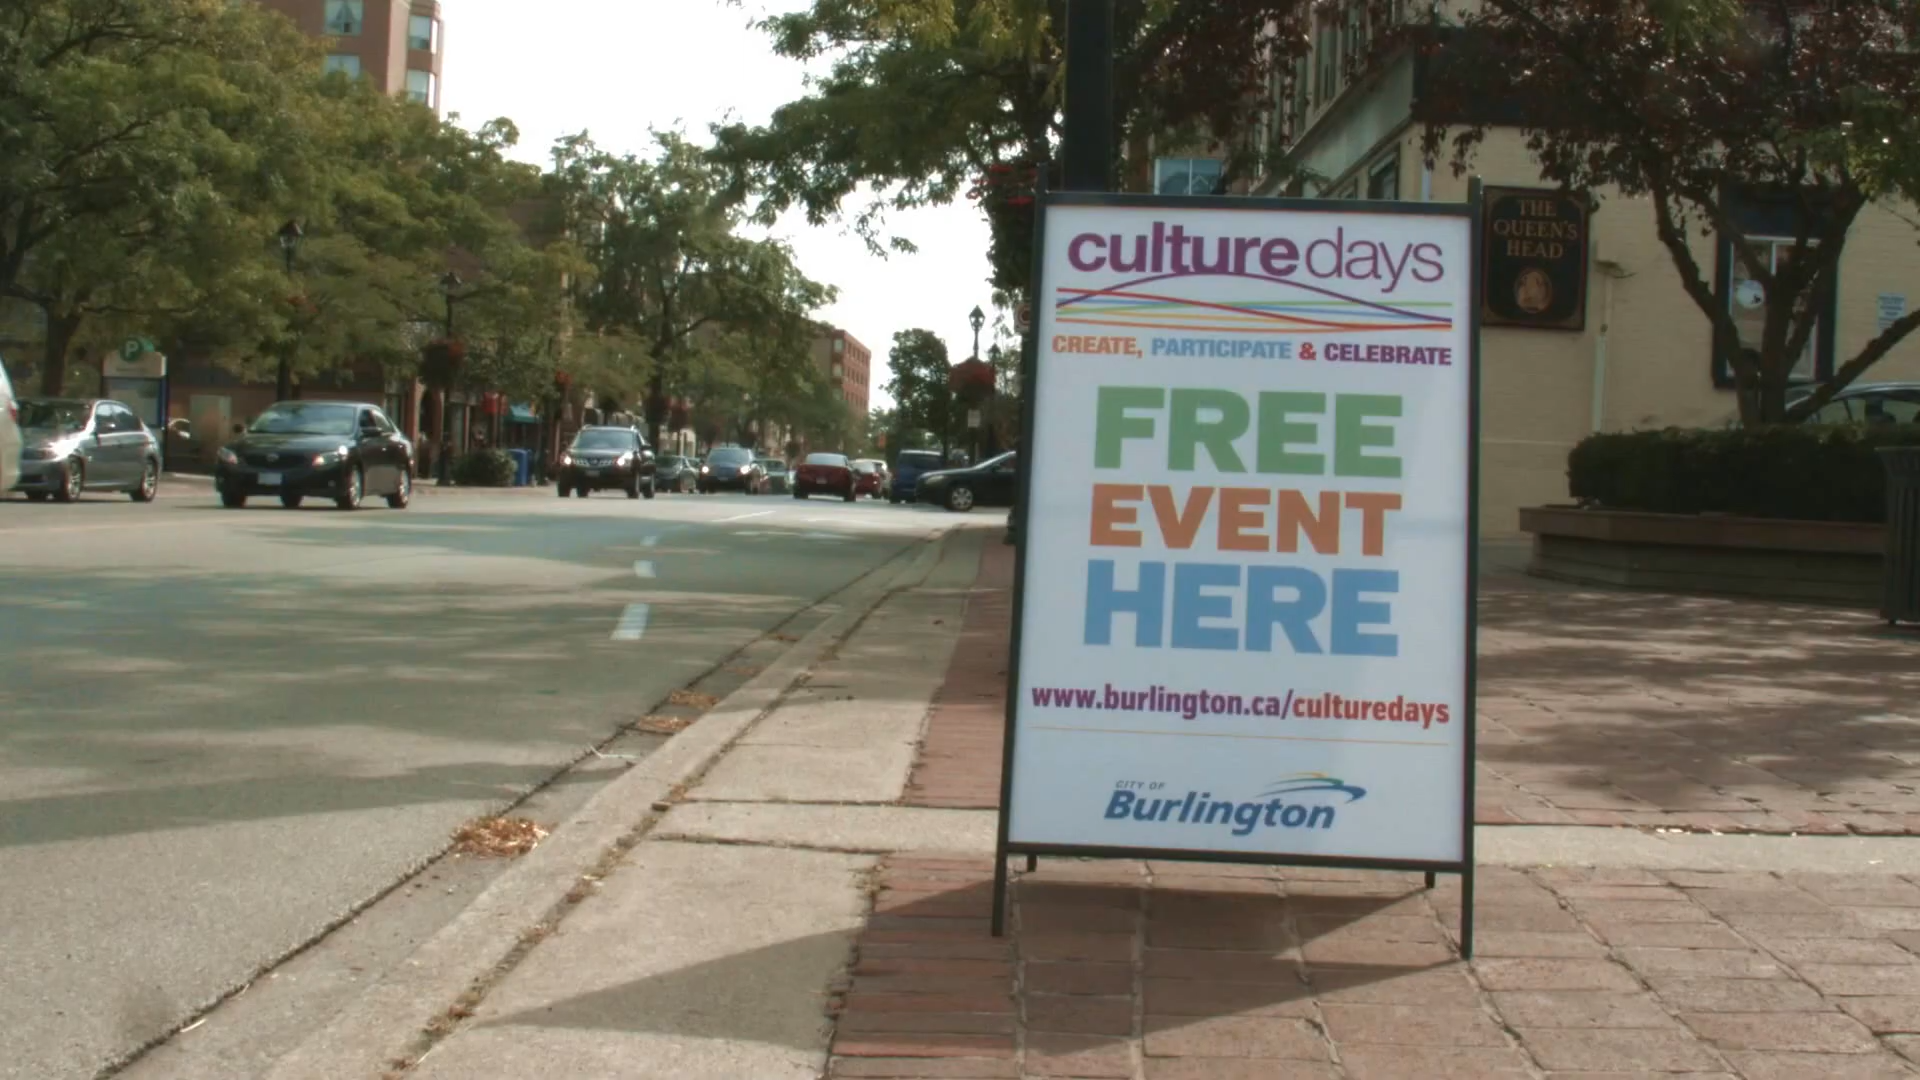 culturedays
CREATE, PARTICIPATE & CELEBRATE
FREE
EVENT
HERE
www.burlington.ca/culturedays
CITY OF
Burlington
THE
QUEEN'S
HEAD
P